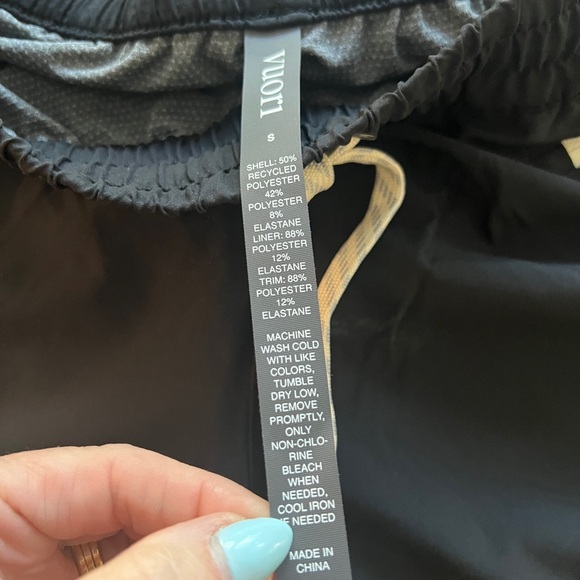 vuori
S
SHELL: 50%
RECYCLED
POLYESTER
42%
POLYESTER
8%
ELASTANE
LINER: 88%
POLYESTER
12%
ELASTANE
TRIM: 88%
POLYESTER
12%
ELASTANE
MACHINE
WASH COLD
WITH LIKE
COLORS,
TUMBLE
DRY LOW,
REMOVE
PROMPTLY,
ONLY
NON-CHLO-
RINE
BLEACH
WHEN
NEEDED,
COOL IRON
IF NEEDED
MADE IN
CHINA